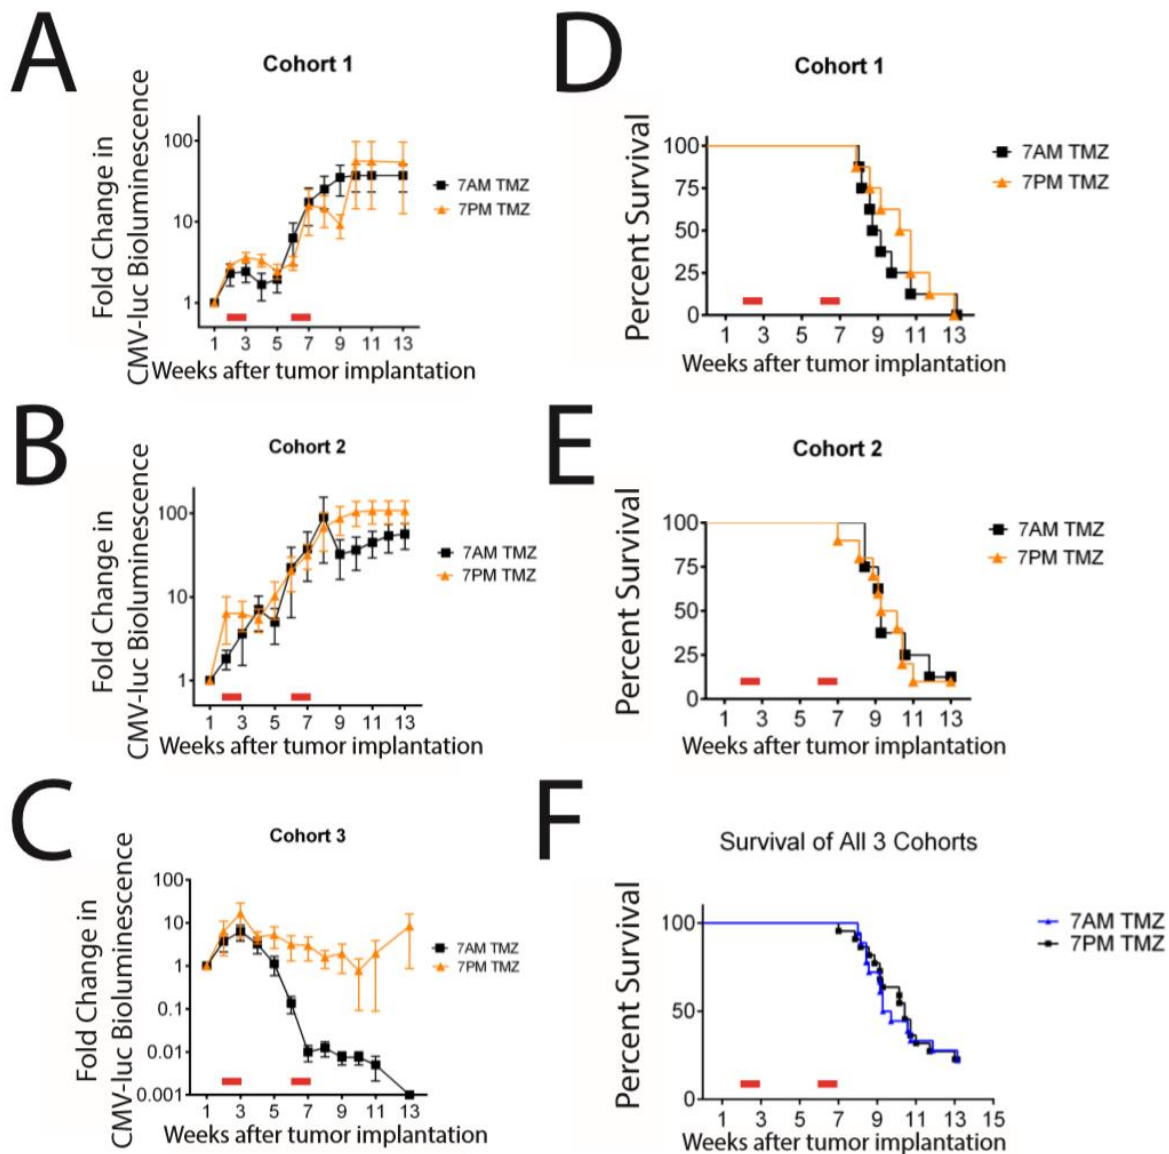 A
Cohort 1
Fold Change in
CMV-luc Bioluminescence
100
10
1
1 3 5 7 9 11 13
Weeks after tumor implantation
7AM TMZ
7PM TMZ
D
Cohort 1
Percent Survival
100
75
50
25
0
1 3 5 7 9 11 13
Weeks after tumor implantation
7AM TMZ
7PM TMZ
B
Cohort 2
Fold Change in
CMV-luc Bioluminescence
100
10
1
1 3 5 7 9 11 13
Weeks after tumor implantation
7AM TMZ
7PM TMZ
E
Cohort 2
Percent Survival
100
75
50
25
0
1 3 5 7 9 11 13
Weeks after tumor implantation
7AM TMZ
7PM TMZ
C
Cohort 3
Fold Change in
CMV-luc Bioluminescence
100
10
1
0.1
0.01
0.001
1 3 5 7 9 11 13
Weeks after tumor implantation
7AM TMZ
7PM TMZ
F
Survival of All 3 Cohorts
Percent Survival
100
50
0
1 3 5 7 9 11 13 15
Weeks after tumor implantation
7AM TMZ
7PM TMZ